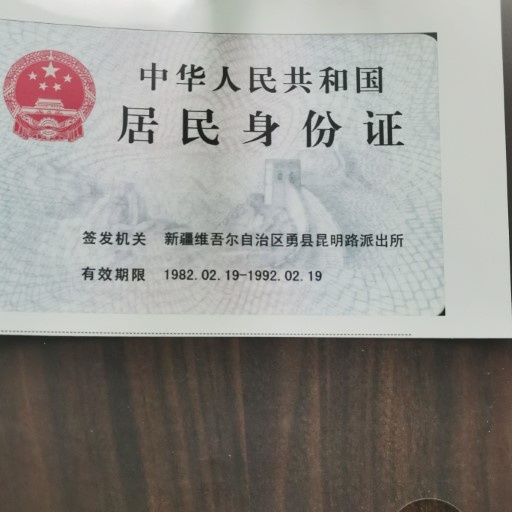 中华人民共和国
居民身份证
签发机关 新疆维吾尔自治区勇县昆明路派出所
有效期限 1982.02.19-1992.02.19